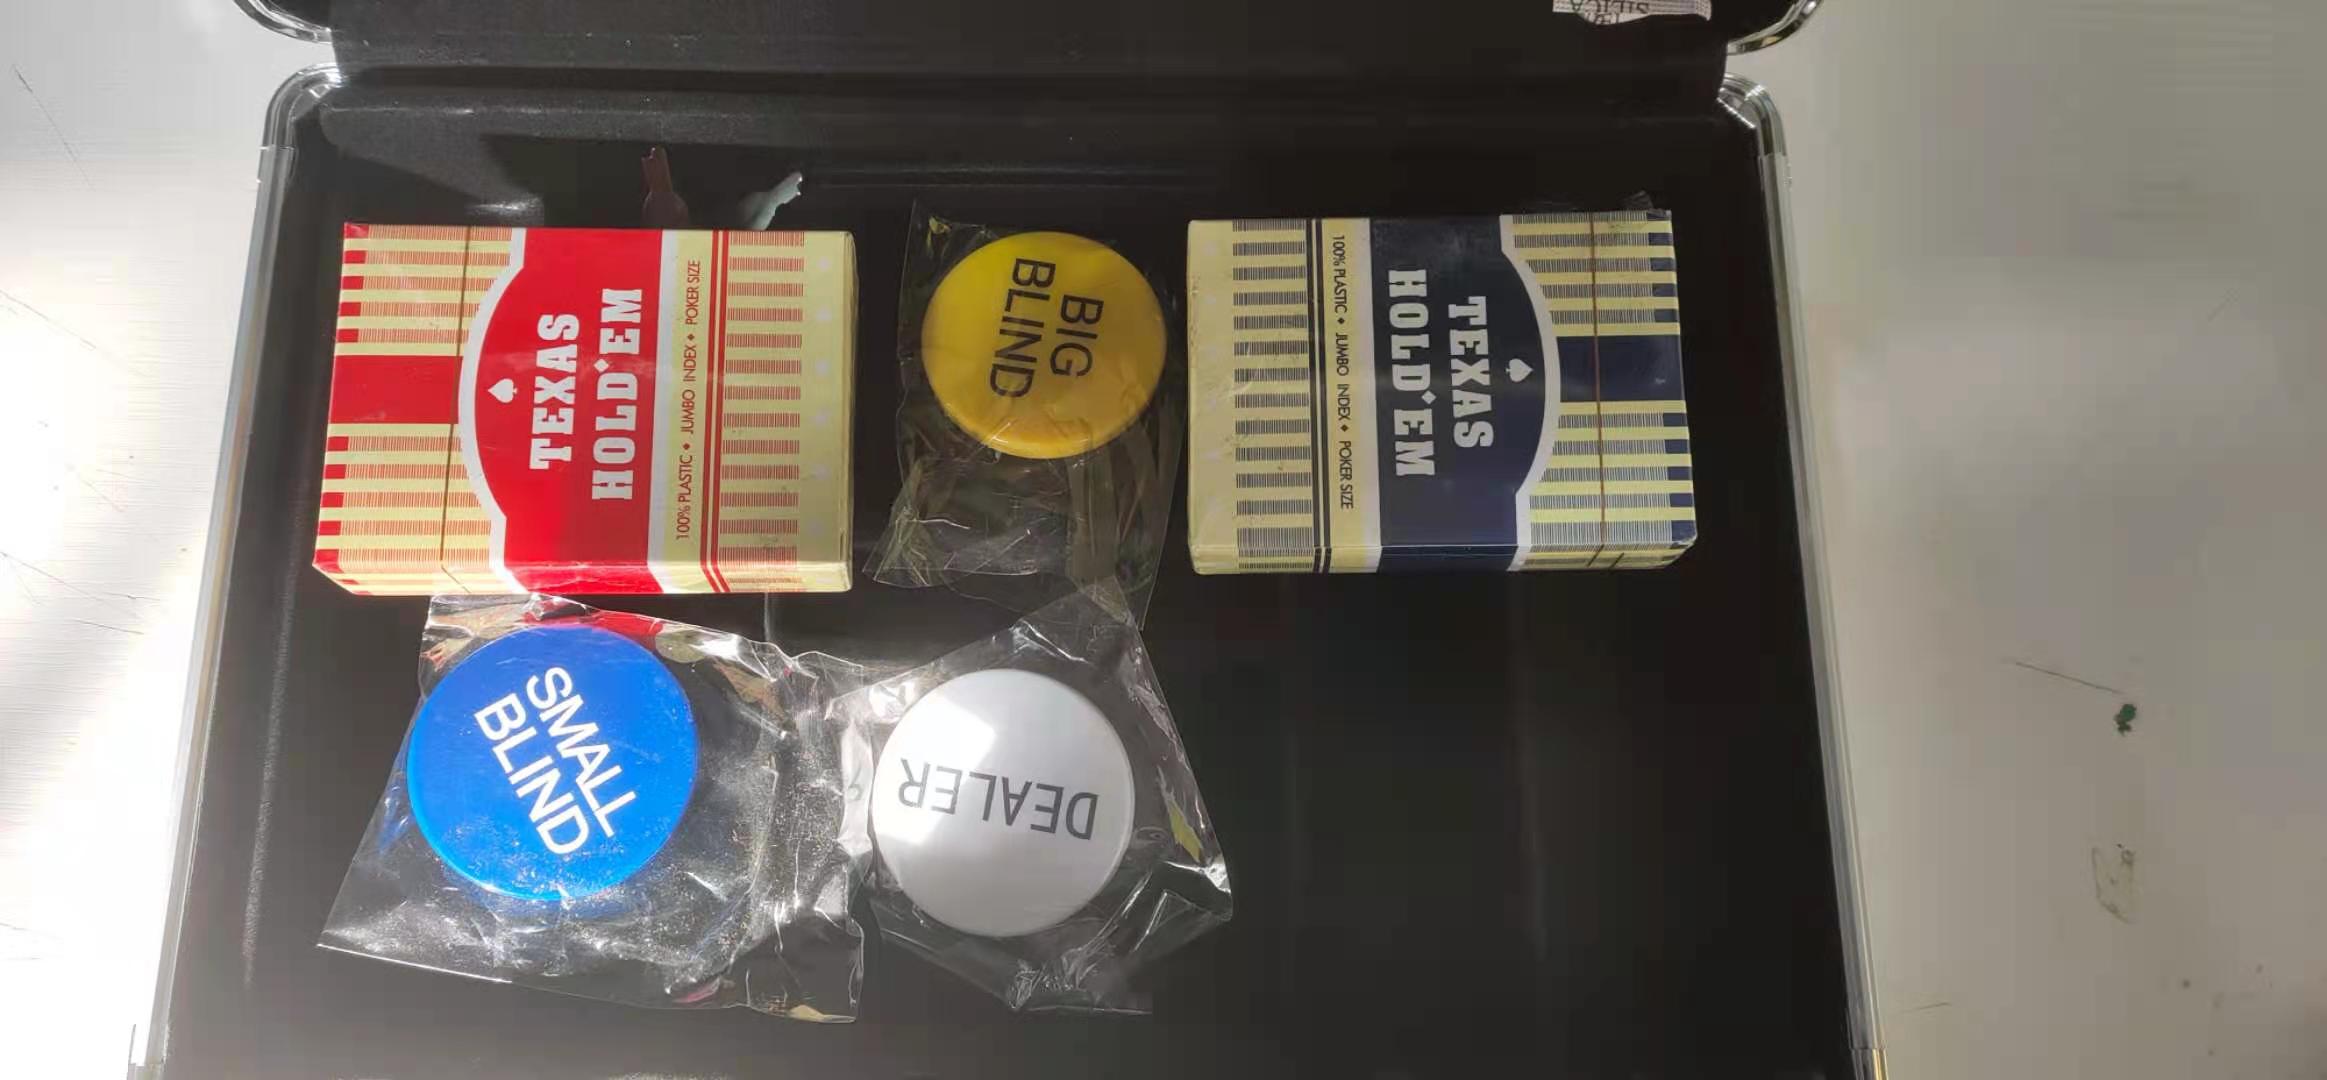 SILICA
TEXAS
HOLD'EM
100% PLASTIC ♦ JUMBO INDEX ♦ POKER SIZE
BIG
BLIND
TEXAS
HOLD'EM
100% PLASTIC ♦ JUMBO INDEX ♦ POKER SIZE
SMALL
BLIND
DEALER